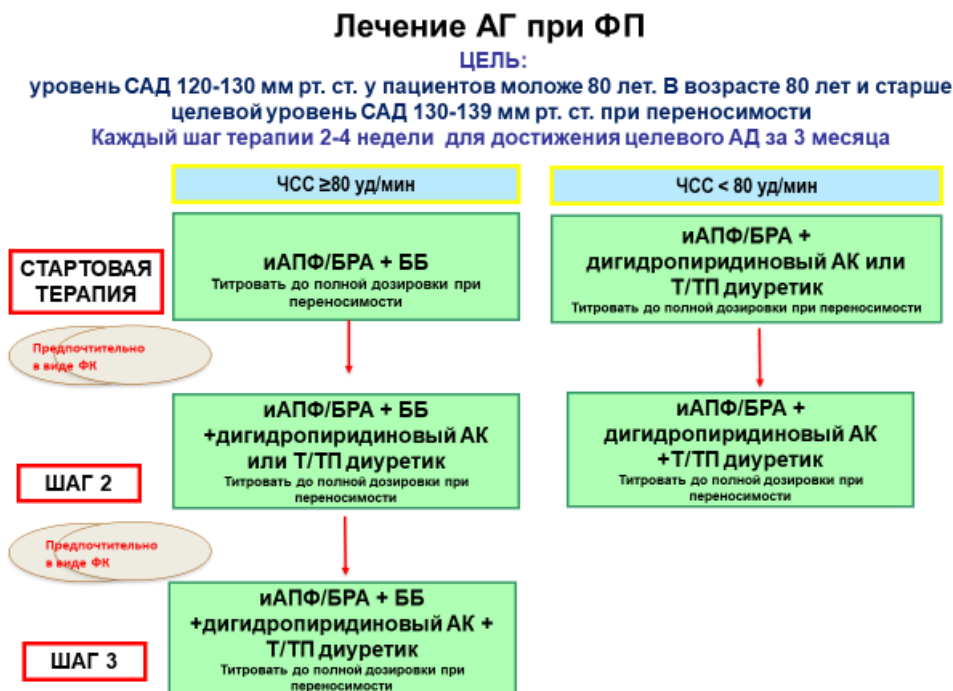 Лечение АГ при ФП
ЦЕЛЬ:
уровень САД 120-130 мм рт. ст. у пациентов моложе 80 лет. В возрасте 80 лет и старше
целевой уровень САД 130-139 мм рт. ст. при переносимости
Каждый шаг терапии 2-4 недели для достижения целевого АД за 3 месяца
ЧСС ≥80 уд/мин
ЧСС < 80 уд/мин
СТАРТОВАЯ
ТЕРАПИЯ
иАПФ/БРА + ББ
Титровать до полной дозировки при
переносимости
иАПФ/БРА +
дигидропиридиновый АК или
Т/ТП диуретик
Титровать до полной дозировки при переносимости
Предпочтительно
в виде ФК
ШАГ 2
иАПФ/БРА + ББ
+дигидропиридиновый АК
или Т/ТП диуретик
Титровать до полной дозировки при
переносимости
иАПФ/БРА +
дигидропиридиновый АК
+Т/ТП диуретик
Титровать до полной дозировки при
переносимости
Предпочтительно
в виде ФК
ШАГ 3
иАПФ/БРА + ББ
+дигидропиридиновый АК +
Т/ТП диуретик
Титровать до полной дозировки при
переносимости